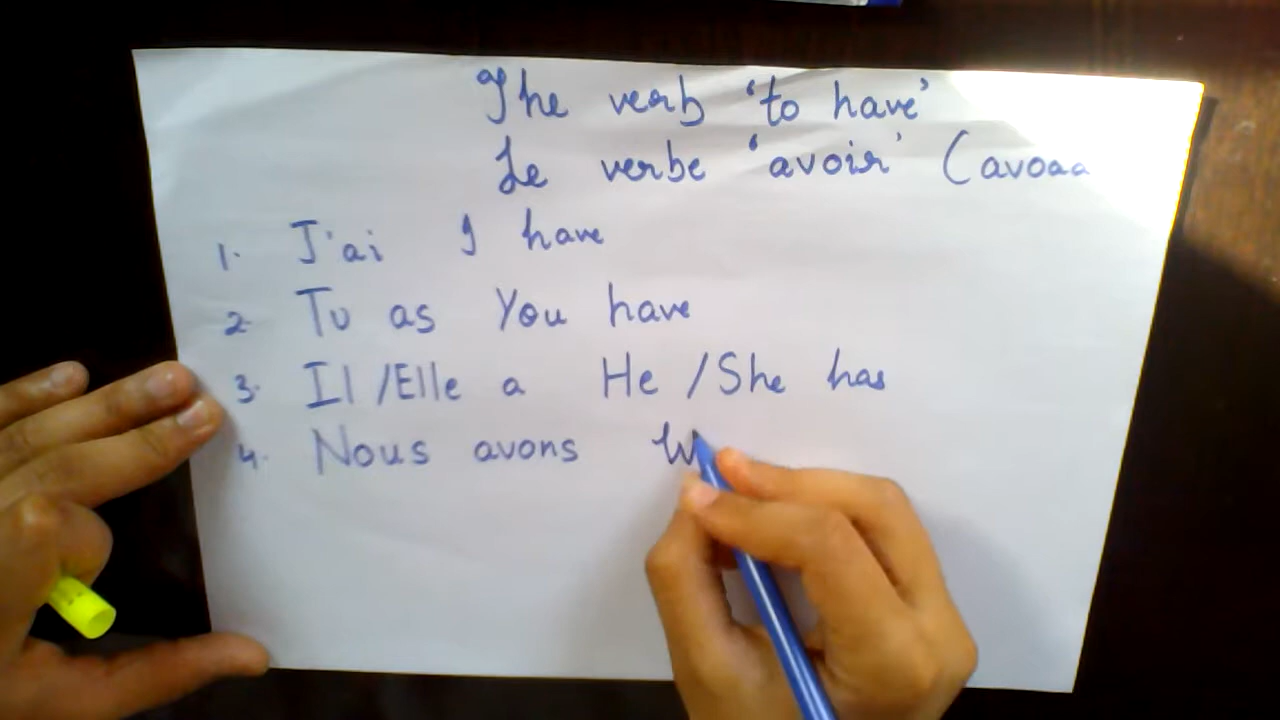 The verb 'to have'
Le verbe 'avoir' (avoaa
1. J'ai I have
2. Tu as You have
3. Il/Elle a He/She has
4. Nous avons W